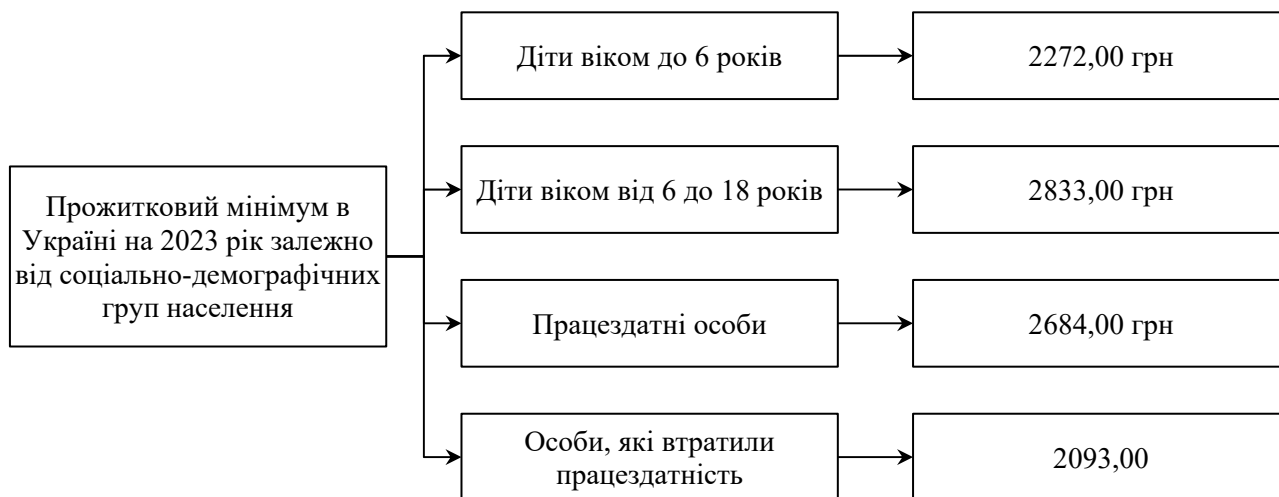 Прожитковий мінімум в
Україні на 2023 рік залежно
від соціально-демографічних
груп населення
Діти віком до 6 років
2272,00 грн
Діти віком від 6 до 18 років
2833,00 грн
Працездатні особи
2684,00 грн
Особи, які втратили
працездатність
2093,00